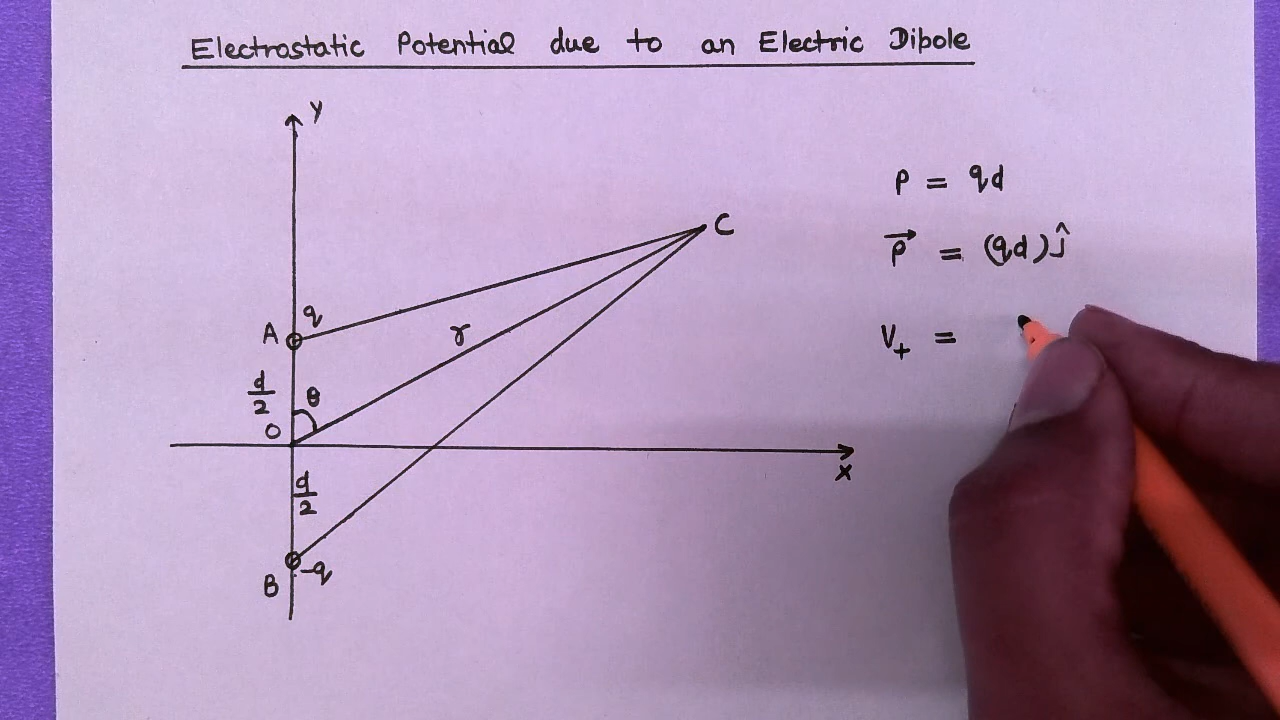 Electrostatic Potential due to an Electric Dipole
Y
C
p = qd
p⃗ = (qd)ĵ
V₊ =
A
q
r
d/2
θ
O
X
d/2
B
-q